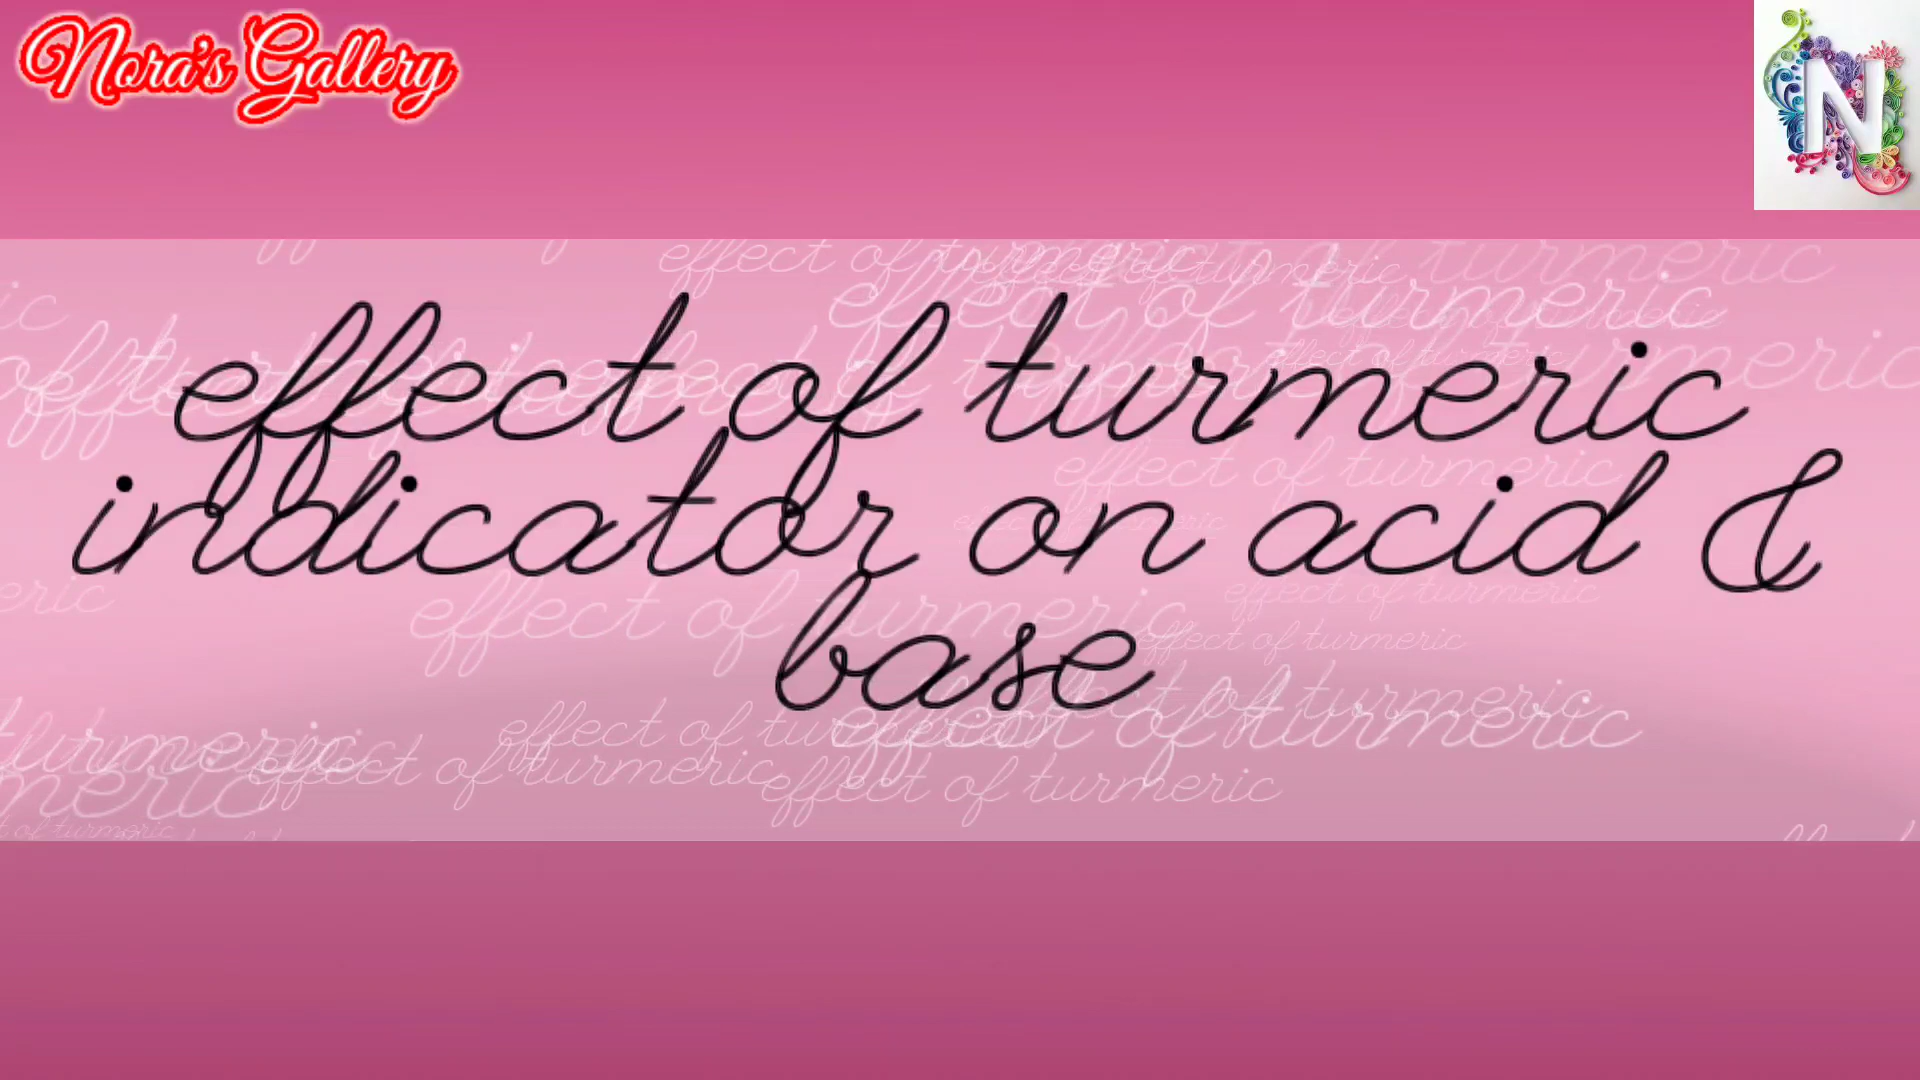 Nora's Gallery
N
effect of turmeric
indicator on acid &
base